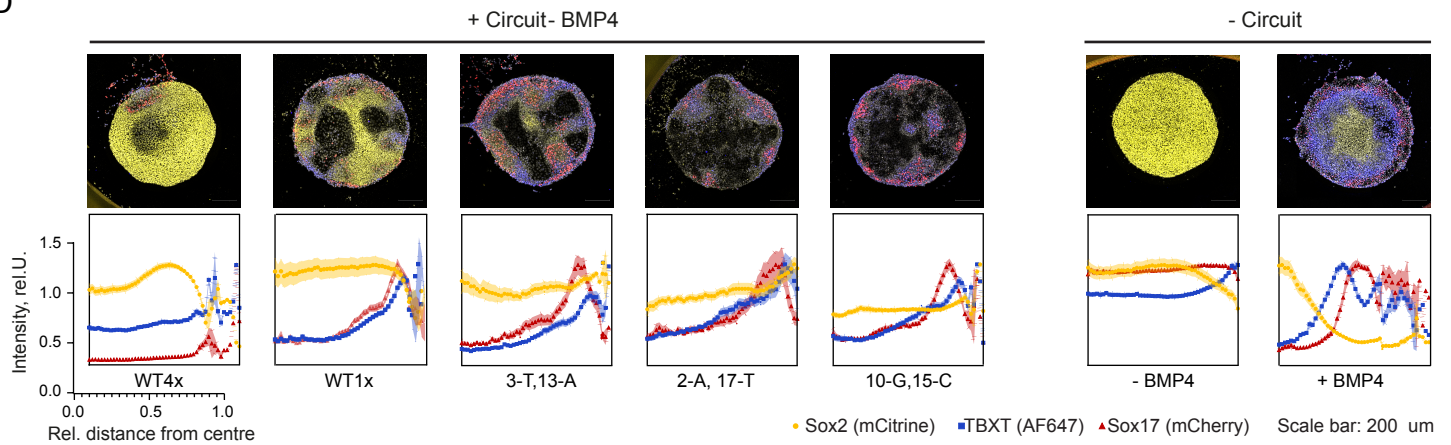 + Circuit - BMP4
- Circuit
Intensity, rel.U.
1.5
1.0
0.5
0.0
WT4x
WT1x
3-T,13-A
2-A, 17-T
10-G,15-C
- BMP4
+ BMP4
0.0 0.5 1.0
Rel. distance from centre
Sox2 (mCitrine) TBXT (AF647) Sox17 (mCherry) Scale bar: 200 um